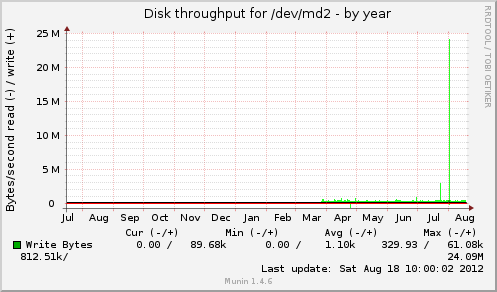 Disk throughput for /dev/md2 - by year
RRDTOOL / TOBI OETIKER
Bytes/second read (-) / write (+)
25 M
20 M
15 M
10 M
5 M
0
Jul Aug Sep Oct Nov Dec Jan Feb Mar Apr May Jun Jul Aug
Cur (-/+) Min (-/+) Avg (-/+) Max (-/+)
Write Bytes 0.00 / 89.68k 0.00 / 1.10k 329.93 / 61.08k
812.51k/ 24.09M
Last update: Sat Aug 18 10:00:02 2012
Munin 1.4.6